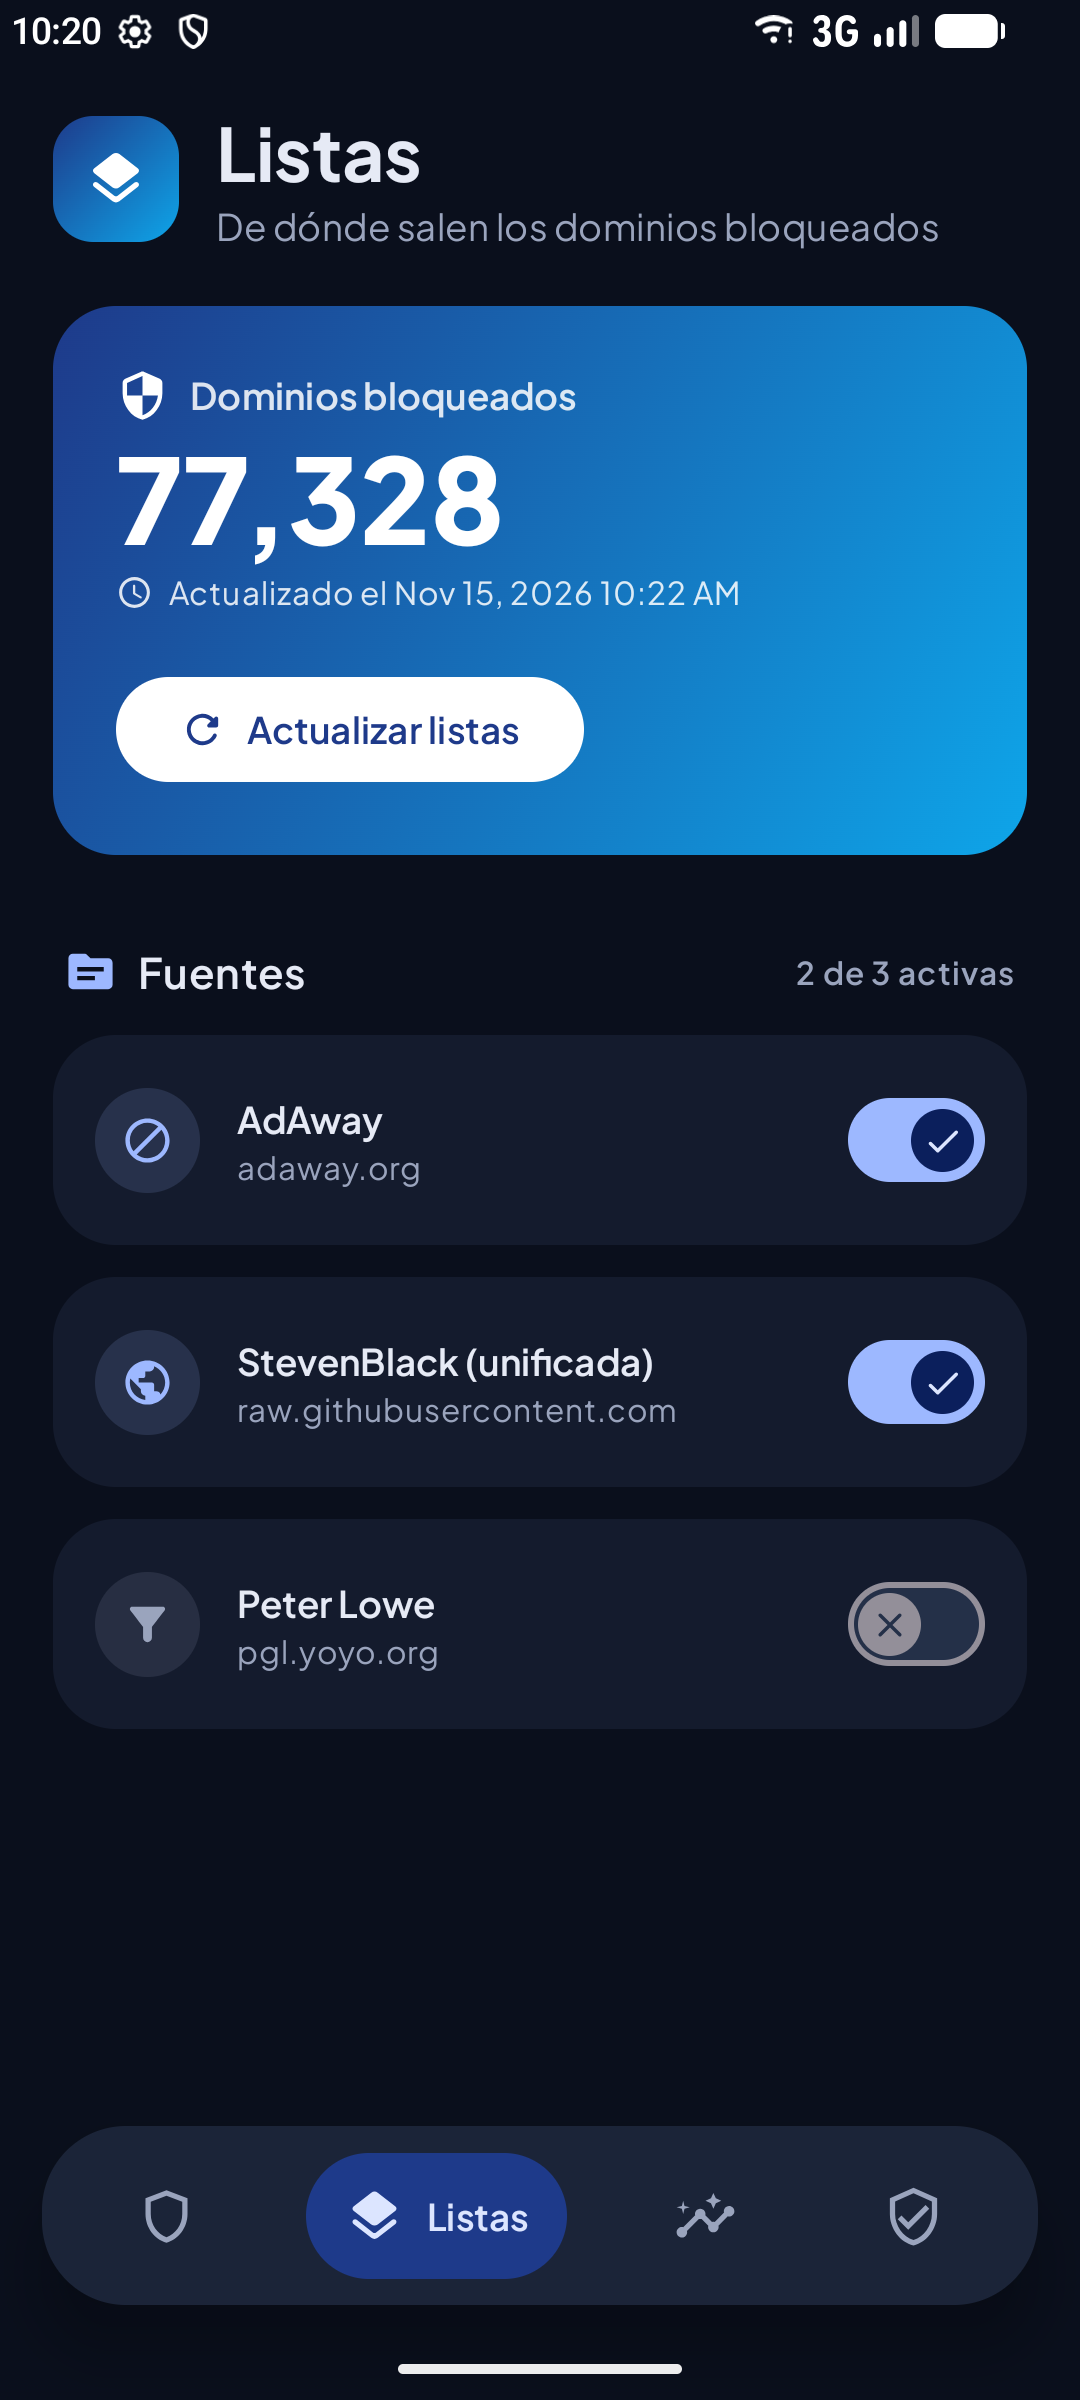 10:20
3G
Listas
De dónde salen los dominios bloqueados
Dominios bloqueados
77,328
Actualizado el Nov 15, 2026 10:22 AM
Actualizar listas
Fuentes
2 de 3 activas
AdAway
adaway.org
StevenBlack (unificada)
raw.githubusercontent.com
Peter Lowe
pgl.yoyo.org
Listas